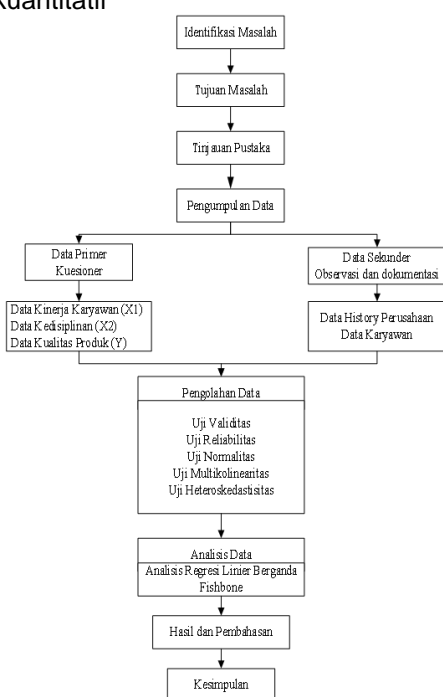 kuantitatif
Identifikasi Masalah
Tujuan Masalah
Tinjauan Pustaka
Pengumpulan Data
Data Primer
Kuesioner
Data Sekunder
Observasi dan dokumentasi
Data Kinerja Karyawan (X1)
Data Kedisiplinan (X2)
Data Kualitas Produk (Y)
Data History Perusahaan
Data Karyawan
Pengolahan Data
Uji Validitas
Uji Reliabilitas
Uji Normalitas
Uji Multikolinearitas
Uji Heteroskedastisitas
Analisis Data
Analisis Regresi Linier Berganda
Fishbone
Hasil dan Pembahasan
Kesimpulan